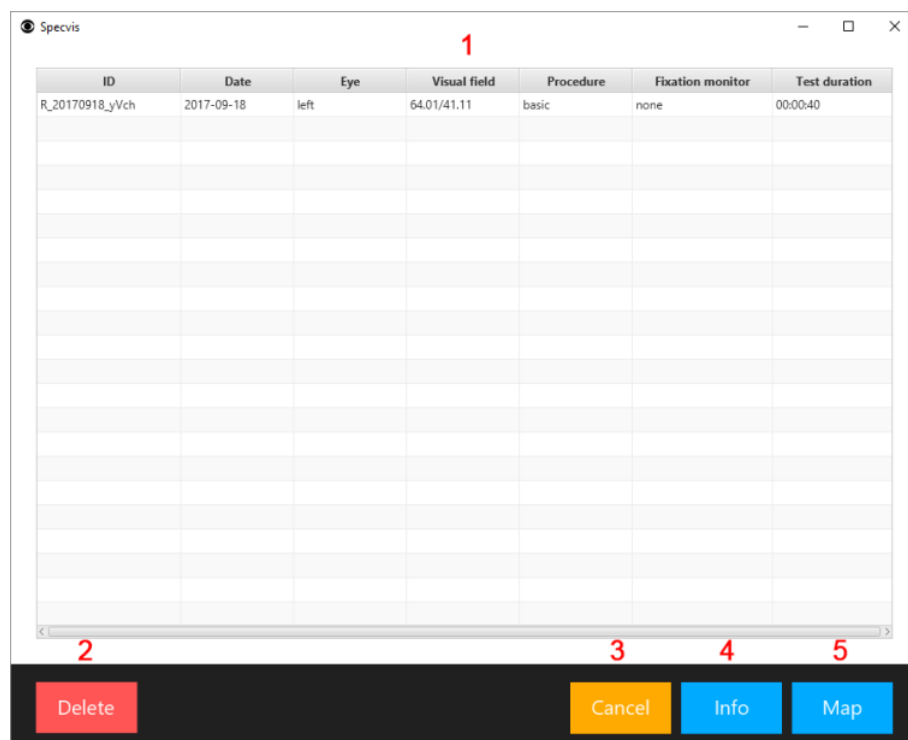 Specvis
1
ID Date Eye Visual field Procedure Fixation monitor Test duration
R_20170918_yVch 2017-09-18 left 64.01/41.11 basic none 00:00:40
2 3 4 5
Delete Cancel Info Map